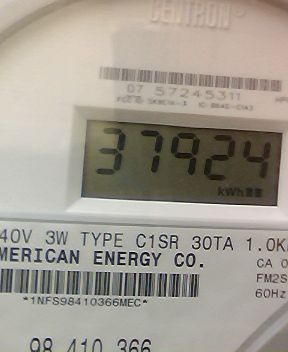 CENTRON®
07 57245311
37924
kWh
40V 3W TYPE C1SR 30TA 1.0K
MERICAN ENERGY CO.
CA 0
FM2S
*1NFS98410366MEC*
60Hz
98 410 366